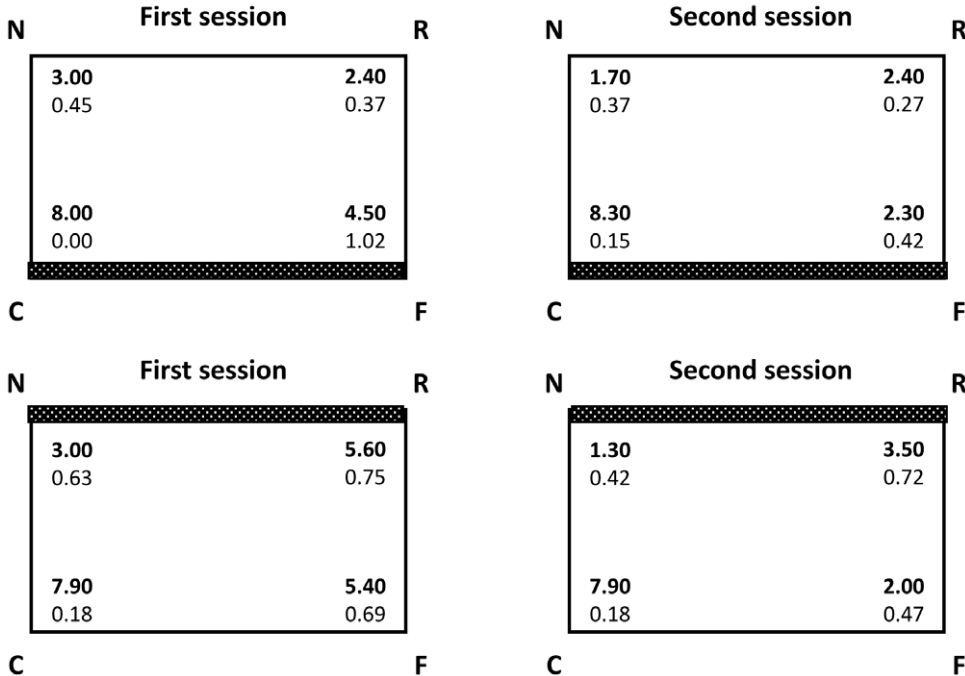 First session
Second session
N R N R
3.00 2.40 1.70 2.40
0.45 0.37 0.37 0.27
8.00 4.50 8.30 2.30
0.00 1.02 0.15 0.42
C F C F
First session
Second session
N R N R
3.00 5.60 1.30 3.50
0.63 0.75 0.42 0.72
7.90 5.40 7.90 2.00
0.18 0.69 0.18 0.47
C F C F